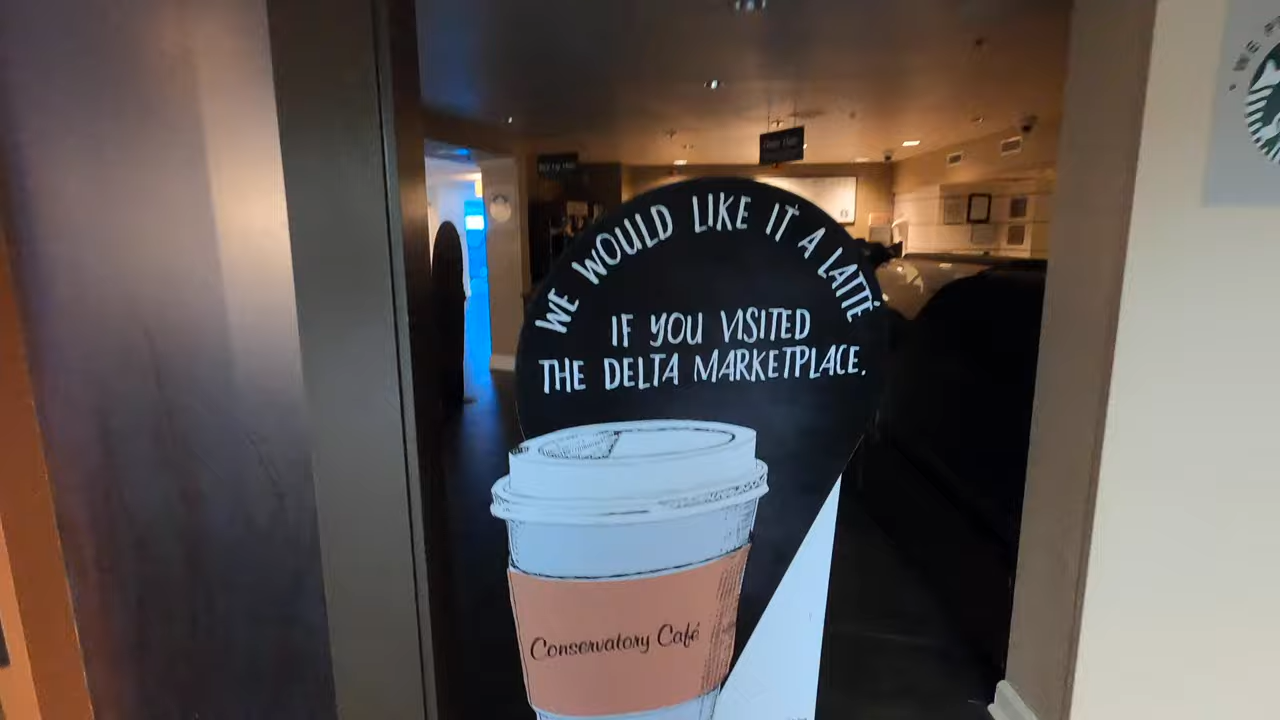 WE WOULD LIKE IT A LATTÉ
IF YOU VISITED
THE DELTA MARKETPLACE.
Conservatory Café